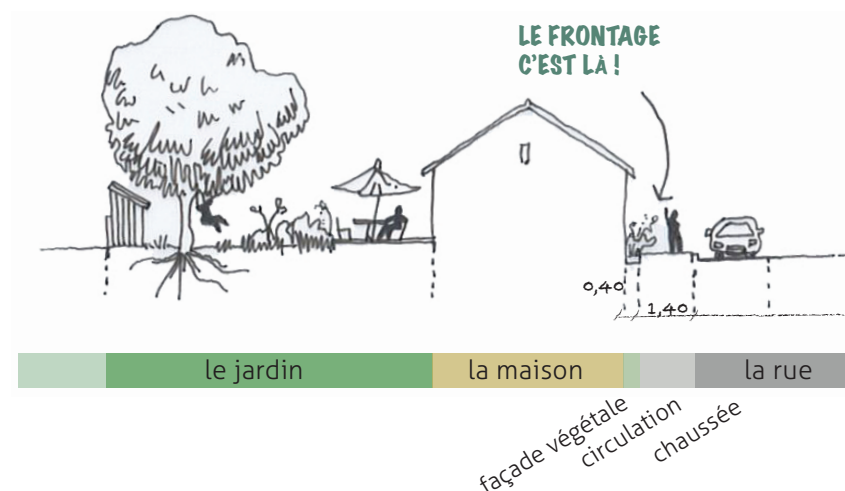 LE FRONTAGE
C'EST LÀ !
0,40
1,40
le jardin
la maison
la rue
façade végétale
circulation
chaussée